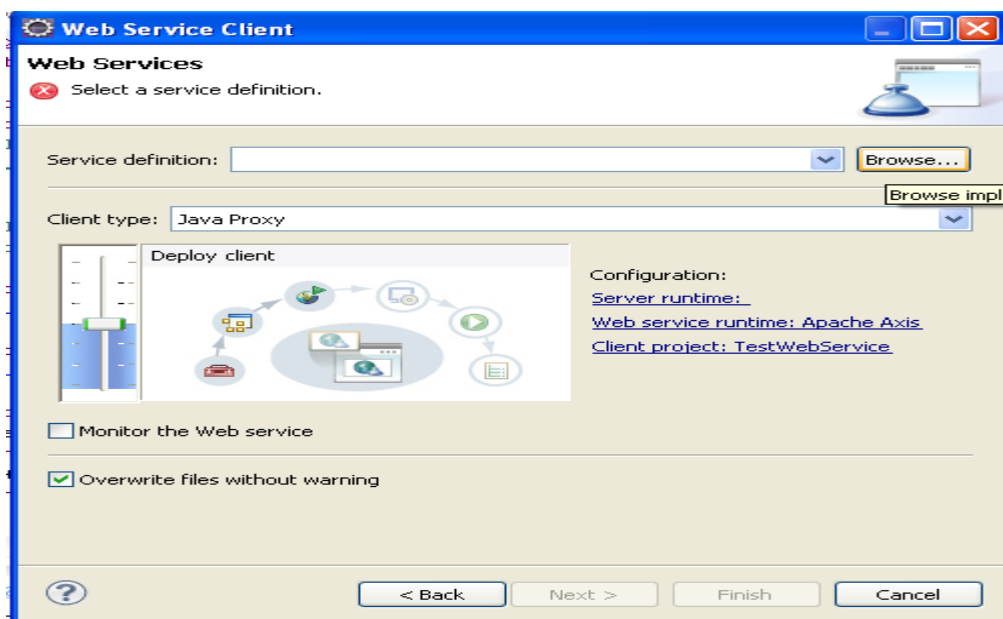 Web Service Client
Web Services
Select a service definition.
Service definition:
Browse...
Browse impl
Client type: Java Proxy
Deploy client
Configuration:
Server runtime:
Web service runtime: Apache Axis
Client project: TestWebService
Monitor the Web service
Overwrite files without warning
?
< Back
Next >
Finish
Cancel